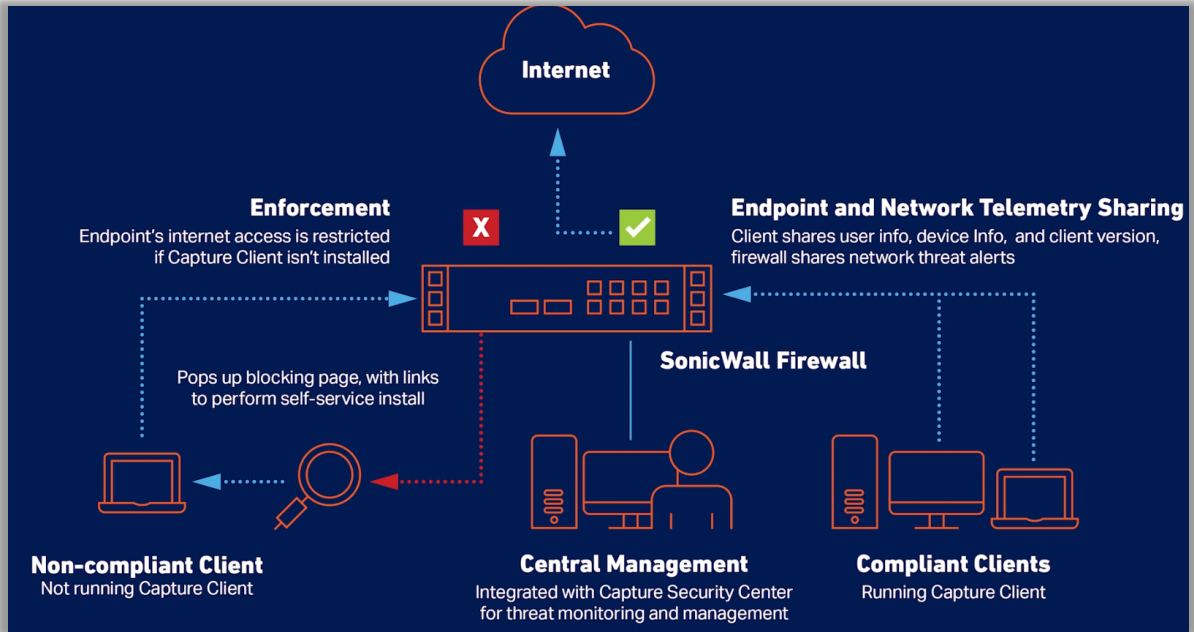 Internet
Enforcement
Endpoint's internet access is restricted
if Capture Client isn't installed
X
Endpoint and Network Telemetry Sharing
Client shares user info, device Info, and client version,
firewall shares network threat alerts
SonicWall Firewall
Pops up blocking page, with links
to perform self-service install
Non-compliant Client
Not running Capture Client
Central Management
Integrated with Capture Security Center
for threat monitoring and management
Compliant Clients
Running Capture Client